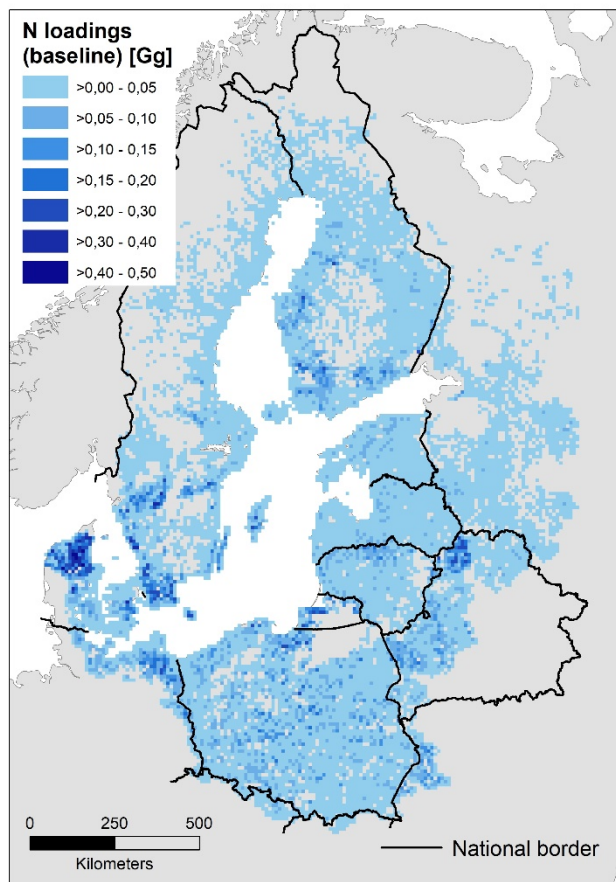 N loadings
(baseline) [Gg]
>0,00 - 0,05
>0,05 - 0,10
>0,10 - 0,15
>0,15 - 0,20
>0,20 - 0,30
>0,30 - 0,40
>0,40 - 0,50
0 250 500
Kilometers
National border